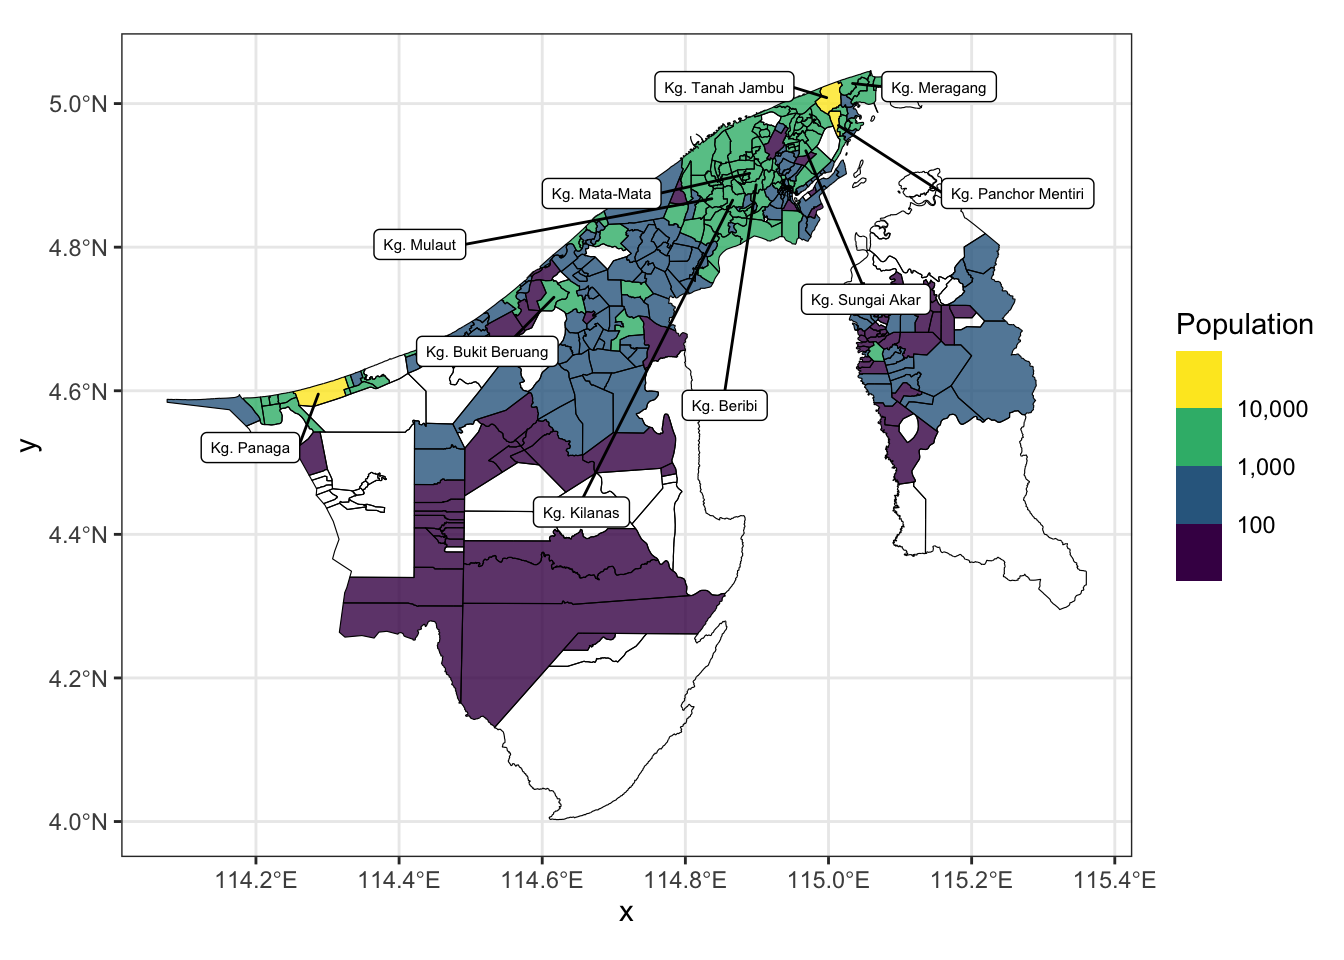 Kg. Tanah Jambu
Kg. Meragang
Kg. Mata-Mata
Kg. Panchor Mentiri
Kg. Mulaut
Kg. Sungai Akar
Kg. Bukit Beruang
Kg. Beribi
Kg. Panaga
Kg. Kilanas
5.0°N
4.8°N
4.6°N
4.4°N
4.2°N
4.0°N
y
114.2°E
114.4°E
114.6°E
114.8°E
115.0°E
115.2°E
115.4°E
x
Population
10,000
1,000
100